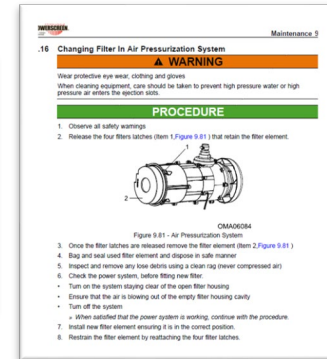 Maintenance 9
.16 Changing Filter In Air Pressurization System
WARNING
Wear protective eye wear, clothing and gloves
When cleaning equipment, care should be taken to prevent high pressure water or high
pressure air enters the ejection slots.
PROCEDURE
1. Observe all safety warnings
2. Release the four filters latches (Item 1,Figure 9.81 ) that retain the filter element.
1
2
OMA06084
Figure 9.81 - Air Pressurization System
3. Once the filter latches are released remove the filter element (Item 2,Figure 9.81 )
4. Bag and seal used filter element and dispose in safe manner
5. Inspect and remove any lose debris using a clean rag (never compressed air)
6. Check the power system, before fitting new filter.
• Turn on the system staying clear of the open filter housing
• Ensure that the air is blowing out of the empty filter housing cavity
• Turn off the system
» When satisfied that the power system is working, continue with the procedure.
7. Install new filter element ensuring it is in the correct position.
8. Restrain the filter element by reattaching the four filter latches.